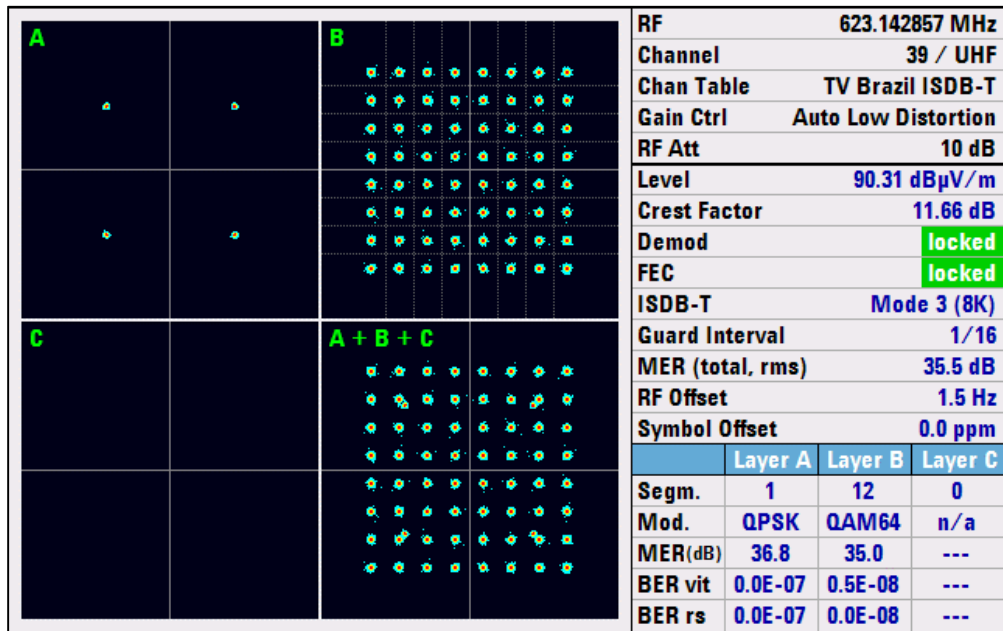 A
B
C
A + B + C
RF 623.142857 MHz
Channel 39 / UHF
Chan Table TV Brazil ISDB-T
Gain Ctrl Auto Low Distortion
RF Att 10 dB
Level 90.31 dBµV/m
Crest Factor 11.66 dB
Demod locked
FEC locked
ISDB-T Mode 3 (8K)
Guard Interval 1/16
MER (total, rms) 35.5 dB
RF Offset 1.5 Hz
Symbol Offset 0.0 ppm
Layer A Layer B Layer C
Segm. 1 12 0
Mod. QPSK QAM64 n/a
MER(dB) 36.8 35.0 ---
BER vit 0.0E-07 0.5E-08 ---
BER rs 0.0E-07 0.0E-08 ---